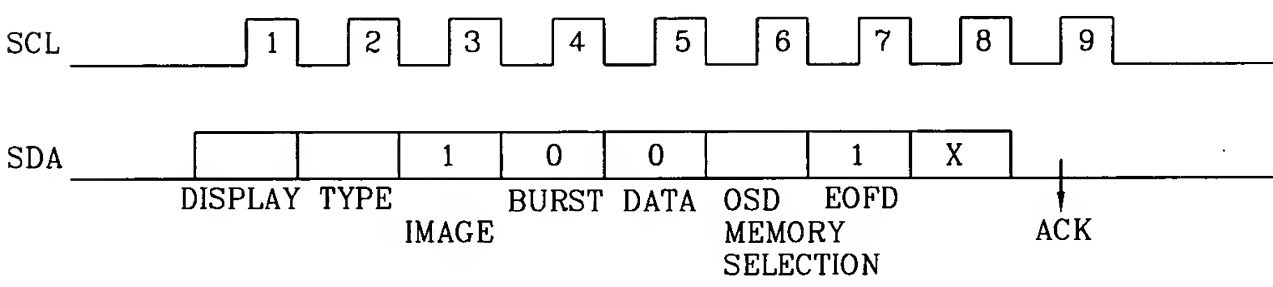 SCL 1 2 3 4 5 6 7 8 9
SDA 1 0 0 1 X
DISPLAY TYPE BURST DATA OSD EOFD
IMAGE MEMORY ACK
SELECTION